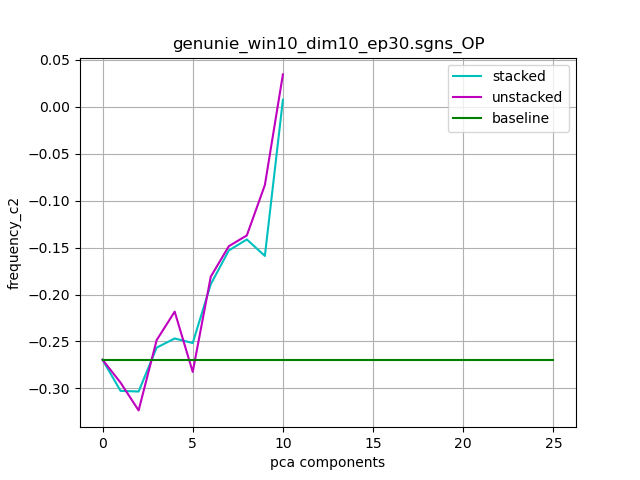 genunie_win10_dim10_ep30.sgns_OP
0.05
0.00
−0.05
−0.10
−0.15
−0.20
−0.25
−0.30
frequency_c2
stacked
unstacked
baseline
0 5 10 15 20 25
pca components